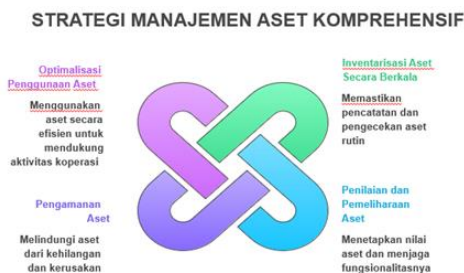 STRATEGI MANAJEMEN ASET KOMPREHENSIF
Optimalisasi
Penggunaan Aset
Menggunakan
aset secara
efisien untuk
mendukung
aktivitas koperasi
Inventarisasi Aset
Secara Berkala
Memastikan
pencatatan dan
pengecekan aset
rutin
Pengamanan
Aset
Melindungi aset
dari kehilangan
dan kerusakan
Penilaian dan
Pemeliharaan
Aset
Menetapkan nilai
aset dan menjaga
fungsionalitasnya